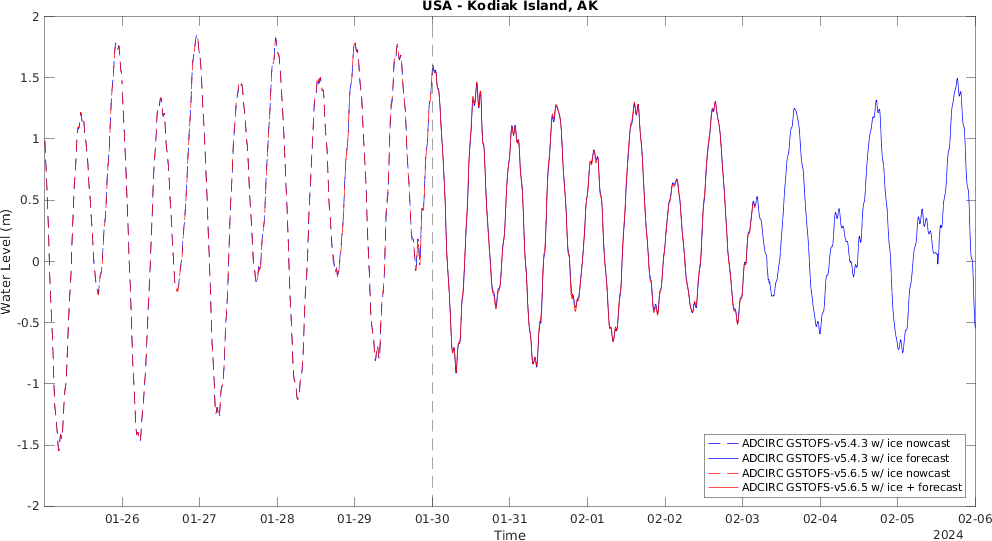 USA - Kodiak Island, AK
2
1.5
1
0.5
0
-0.5
-1
-1.5
-2
Water Level (m)
01-26 01-27 01-28 01-29 01-30 01-31 02-01 02-02 02-03 02-04 02-05 02-06
Time
2024
ADCIRC GSTOFS-v5.4.3 w/ ice nowcast
ADCIRC GSTOFS-v5.4.3 w/ ice forecast
ADCIRC GSTOFS-v5.6.5 w/ ice nowcast
ADCIRC GSTOFS-v5.6.5 w/ ice + forecast